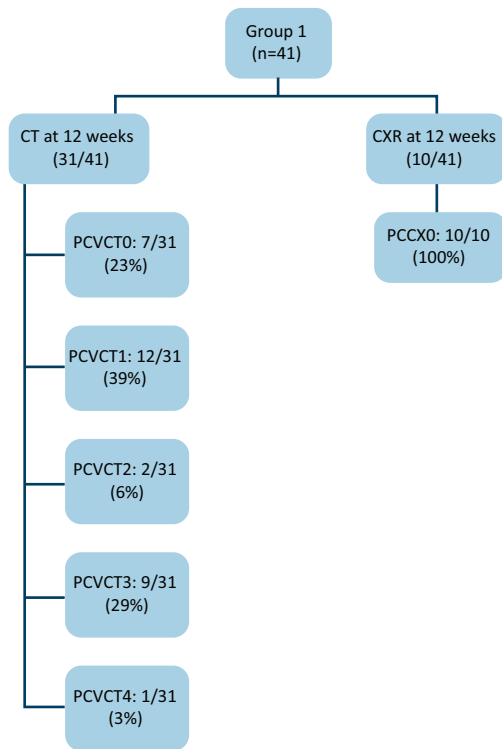 Group 1
(n=41)
CT at 12 weeks
(31/41)
CXR at 12 weeks
(10/41)
PCVCT0: 7/31
(23%)
PCCX0: 10/10
(100%)
PCVCT1: 12/31
(39%)
PCVCT2: 2/31
(6%)
PCVCT3: 9/31
(29%)
PCVCT4: 1/31
(3%)